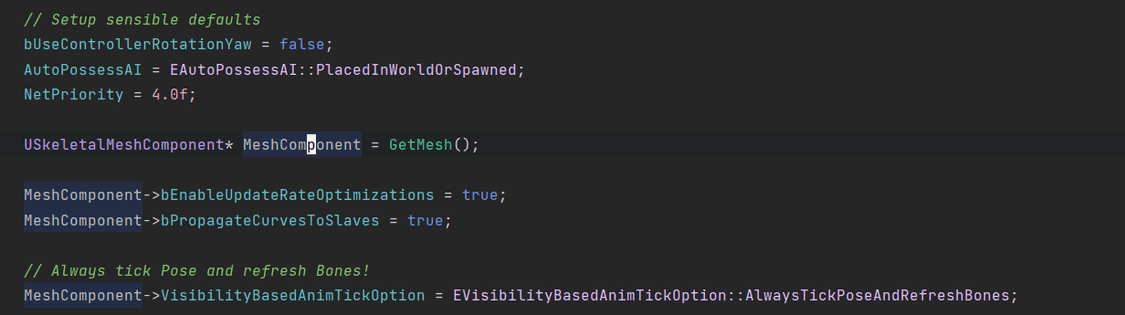 // Setup sensible defaults
bUseControllerRotationYaw = false;
AutoPossessAI = EAutoPossessAI::PlacedInWorldOrSpawned;
NetPriority = 4.0f;
USkeletalMeshComponent* MeshComponent = GetMesh();
MeshComponent->bEnableUpdateRateOptimizations = true;
MeshComponent->bPropagateCurvesToSlaves = true;
// Always tick Pose and refresh Bones!
MeshComponent->VisibilityBasedAnimTickOption = EVisibilityBasedAnimTickOption::AlwaysTickPoseAndRefreshBones;